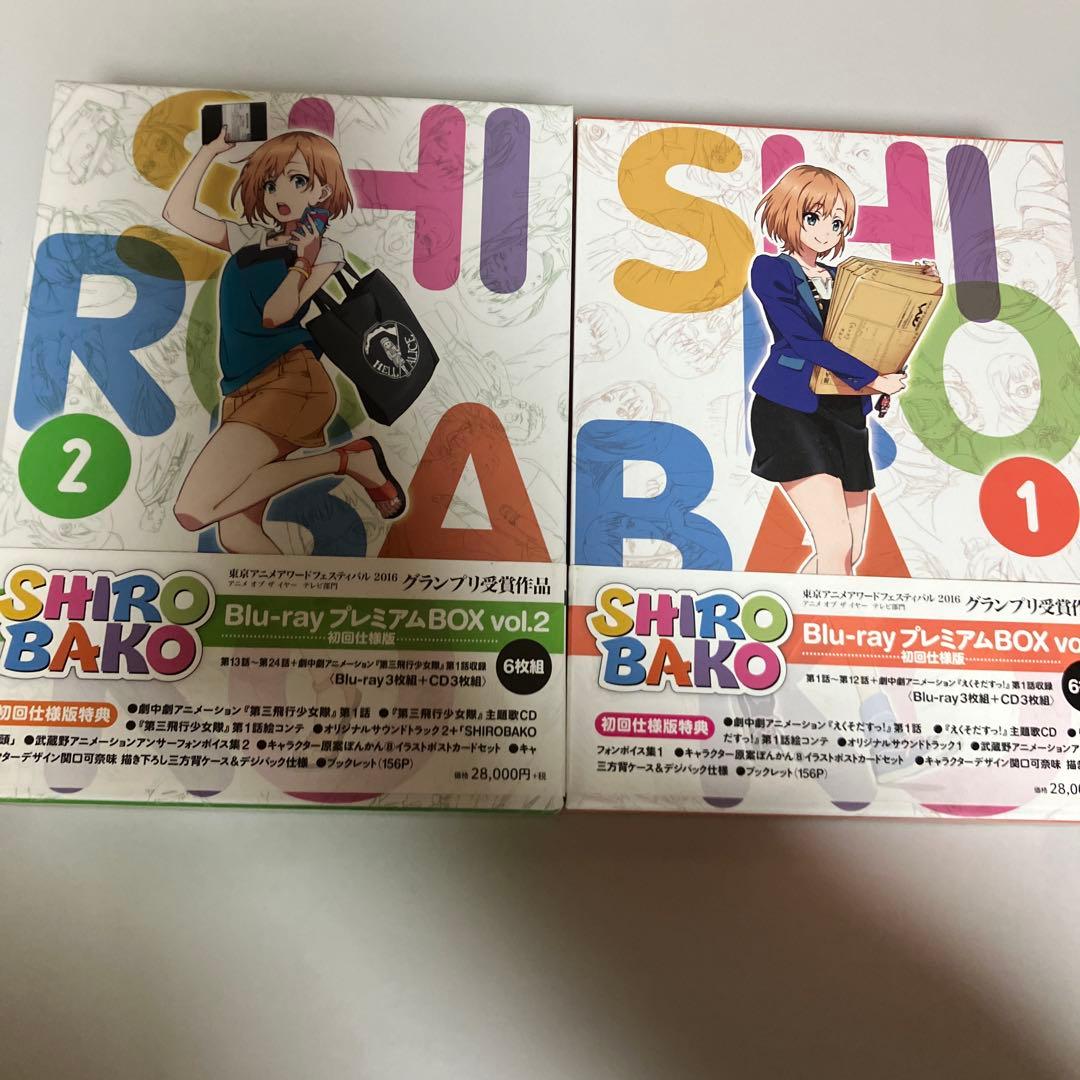 SHI
RO
BA
2
HELL ALICE
SHIRO
BAKO
東京アニメアワードフェスティバル 2016
アニメ オブ ザ イヤー テレビ部門
グランプリ受賞作品
Blu-ray プレミアムBOX vol.2
初回仕様版
第13話〜第24話+劇中劇アニメーション『第三飛行少女隊』第1話収録
〈Blu-ray3枚組+CD3枚組〉
6枚組
初回仕様版特典
●劇中劇アニメーション『第三飛行少女隊』第1話 ●『第三飛行少女隊』主題歌CD
●『第三飛行少女隊』第1話絵コンテ ●オリジナルサウンドトラック2+「SHIROBAKO
頭」 ●武蔵野アニメーションアンサーフォンボイス集2 ●キャラクター原案ぽんかん⑧イラストポストカードセット ●キャ
ターデザイン関口可奈味 描き下ろし三方背ケース&デジパック仕様 ●ブックレット(156P)
価格 28,000円+税
SHI
RO
BA
1
SHIRO
BAKO
東京アニメアワードフェスティバル 2016
アニメ オブ ザ イヤー テレビ部門
グランプリ受賞作
Blu-ray プレミアムBOX vo
初回仕様版
第1話〜第12話+劇中劇アニメーション『えくそだすっ!』第1話収録
〈Blu-ray3枚組+CD3枚組〉
6
初回仕様版特典
●劇中劇アニメーション『えくそだすっ!』第1話 ●『えくそだすっ!』主題歌CD
だすっ!』第1話絵コンテ ●オリジナルサウンドトラック1 ●武蔵野アニメーションア
フォンボイス集1 ●キャラクター原案ぽんかん⑧イラストポストカードセット ●キャラクターデザイン関口可奈味 描き
三方背ケース&デジパック仕様 ●ブックレット(156P)
価格 28,00